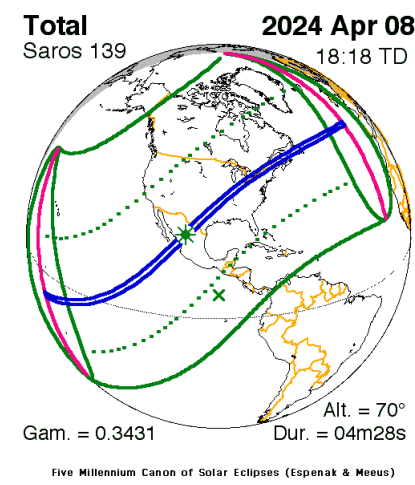 Total 2024 Apr 08
Saros 139 18:18 TD
Alt. = 70°
Gam. = 0.3431 Dur. = 04m28s
Five Millennium Canon of Solar Eclipses (Espenak & Meeus)